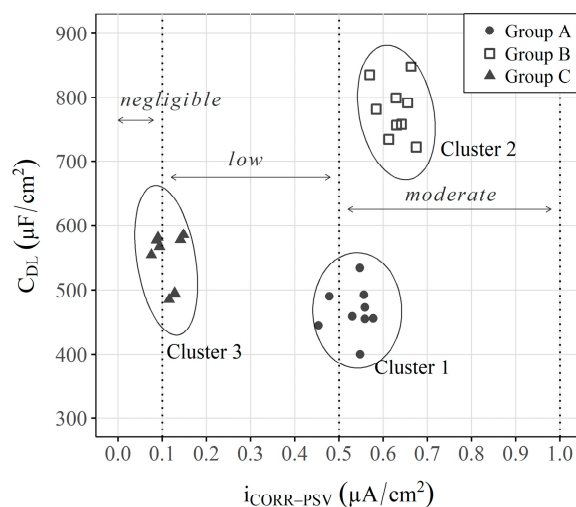 Group A
Group B
Group C
900
800
700
600
500
400
300
C_DL (µF/cm²)
negligible
low
moderate
Cluster 2
Cluster 3
Cluster 1
0.0 0.1 0.2 0.3 0.4 0.5 0.6 0.7 0.8 0.9 1.0
i_CORR–PSV (µA/cm²)